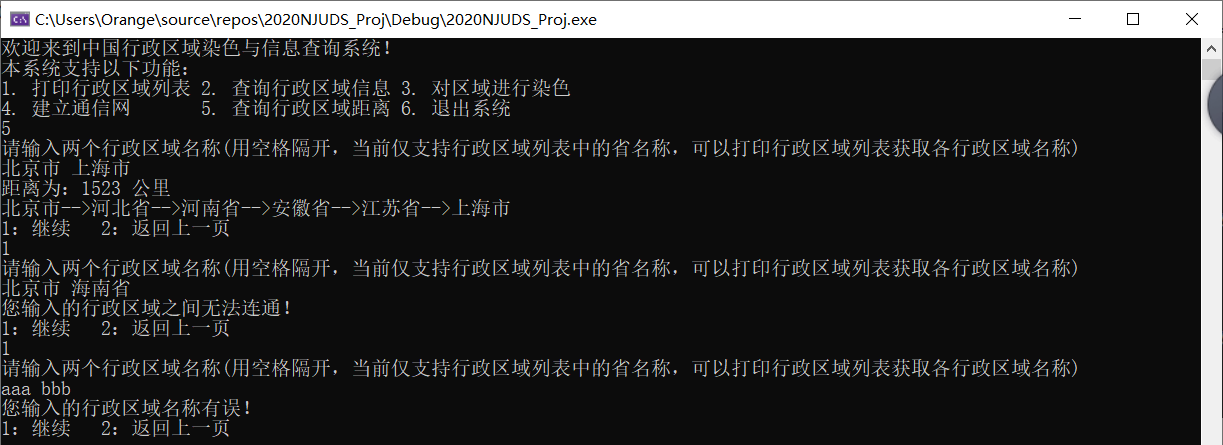 C:\Users\Orange\source\repos\2020NJUDS_Proj\Debug\2020NJUDS_Proj.exe
欢迎来到中国行政区域染色与信息查询系统！
本系统支持以下功能：
1. 打印行政区域列表 2. 查询行政区域信息 3. 对区域进行染色
4. 建立通信网 5. 查询行政区域距离 6. 退出系统
5
请输入两个行政区域名称(用空格隔开，当前仅支持行政区域列表中的省名称，可以打印行政区域列表获取各行政区域名称)
北京市 上海市
距离为：1523 公里
北京市-->河北省-->河南省-->安徽省-->江苏省-->上海市
1：继续 2：返回上一页
1
请输入两个行政区域名称(用空格隔开，当前仅支持行政区域列表中的省名称，可以打印行政区域列表获取各行政区域名称)
北京市 海南省
您输入的行政区域之间无法连通！
1：继续 2：返回上一页
1
请输入两个行政区域名称(用空格隔开，当前仅支持行政区域列表中的省名称，可以打印行政区域列表获取各行政区域名称)
aaa bbb
您输入的行政区域名称有误！
1：继续 2：返回上一页